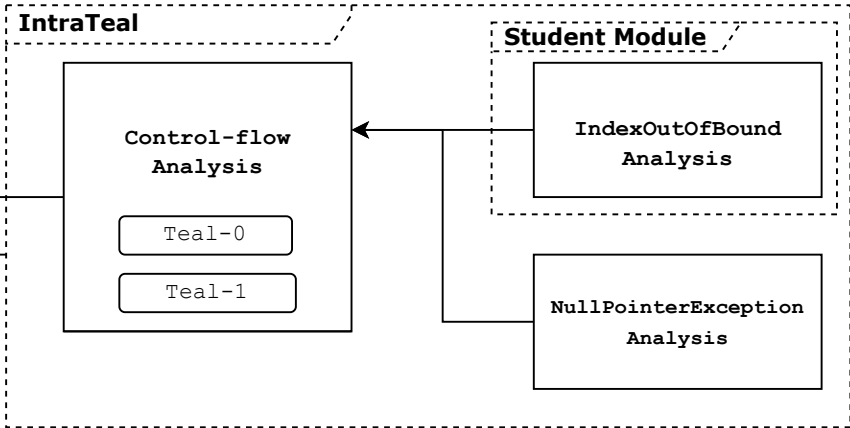 IntraTeal
Student Module
Control-flow
Analysis
IndexOutOfBound
Analysis
Teal-0
Teal-1
NullPointerException
Analysis